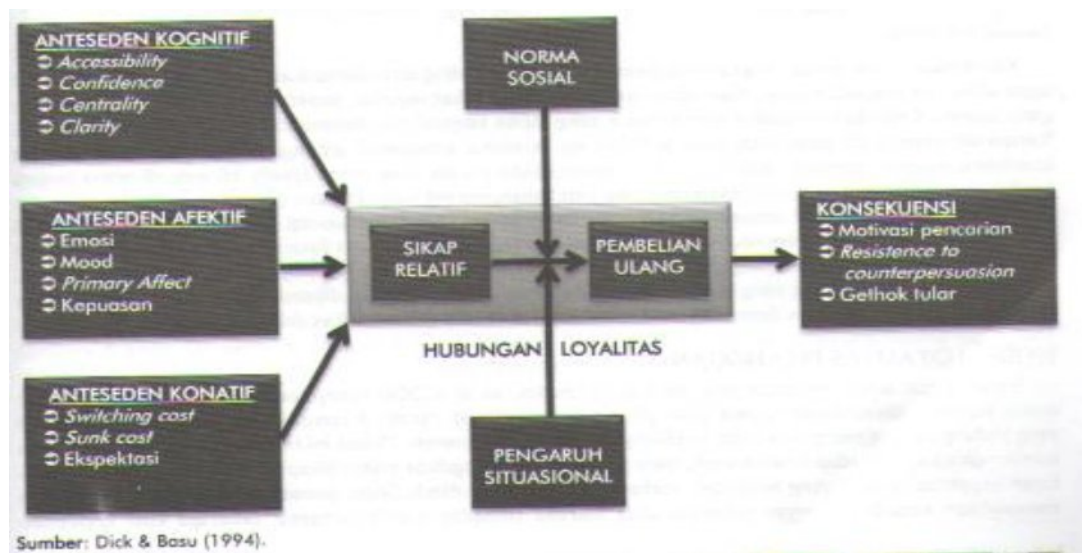 ANTESEDEN KOGNITIF
➲ Accessibility
➲ Confidence
➲ Centrality
➲ Clarity
NORMA
SOSIAL
ANTESEDEN AFEKTIF
➲ Emosi
➲ Mood
➲ Primary Affect
➲ Kepuasan
SIKAP
RELATIF
PEMBELIAN
ULANG
KONSEKUENSI
➲ Motivasi pencarian
➲ Resistence to
counterpersuasion
➲ Gethok tular
HUBUNGAN LOYALITAS
ANTESEDEN KONATIF
➲ Switching cost
➲ Sunk cost
➲ Ekspektasi
PENGARUH
SITUASIONAL
Sumber: Dick & Basu (1994).